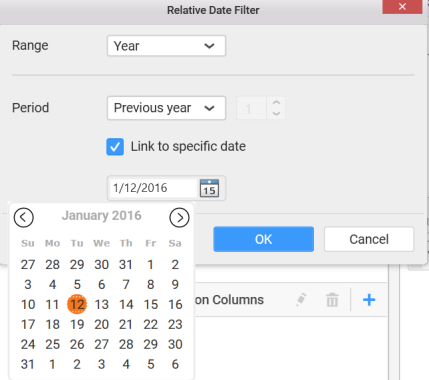 Relative Date Filter
Range Year
Period Previous year 1
Link to specific date
1/12/2016 15
January 2016
OK Cancel
Su Mo Tu We Th Fr Sa
27 28 29 30 31 1 2
3 4 5 6 7 8 9
on Columns
10 11 12 13 14 15 16
17 18 19 20 21 22 23
24 25 26 27 28 29 30
31 1 2 3 4 5 6